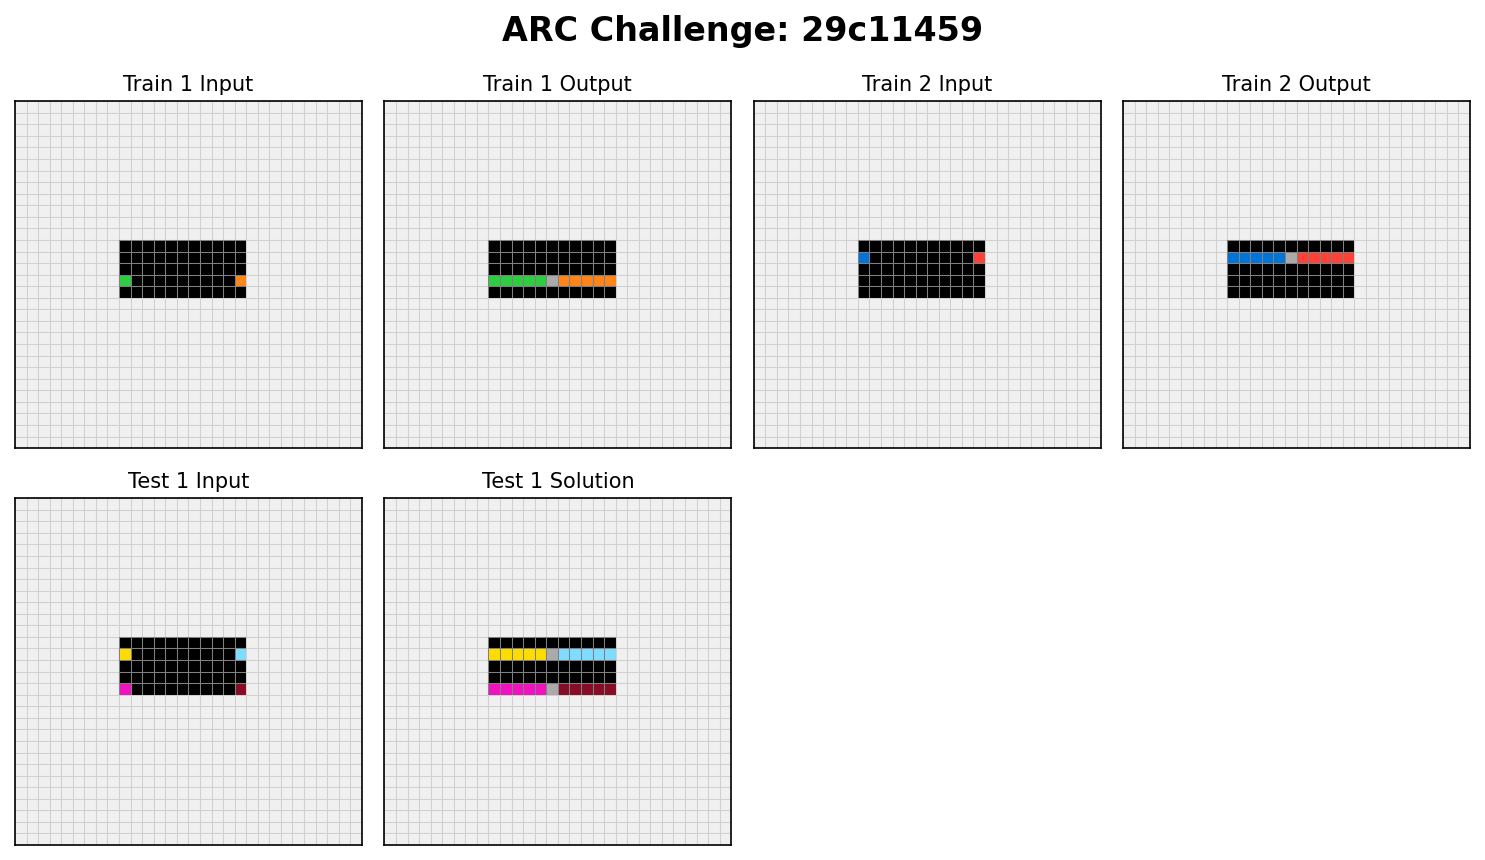 ARC Challenge: 29c11459
Train 1 Input
Train 1 Output
Train 2 Input
Train 2 Output
Test 1 Input
Test 1 Solution